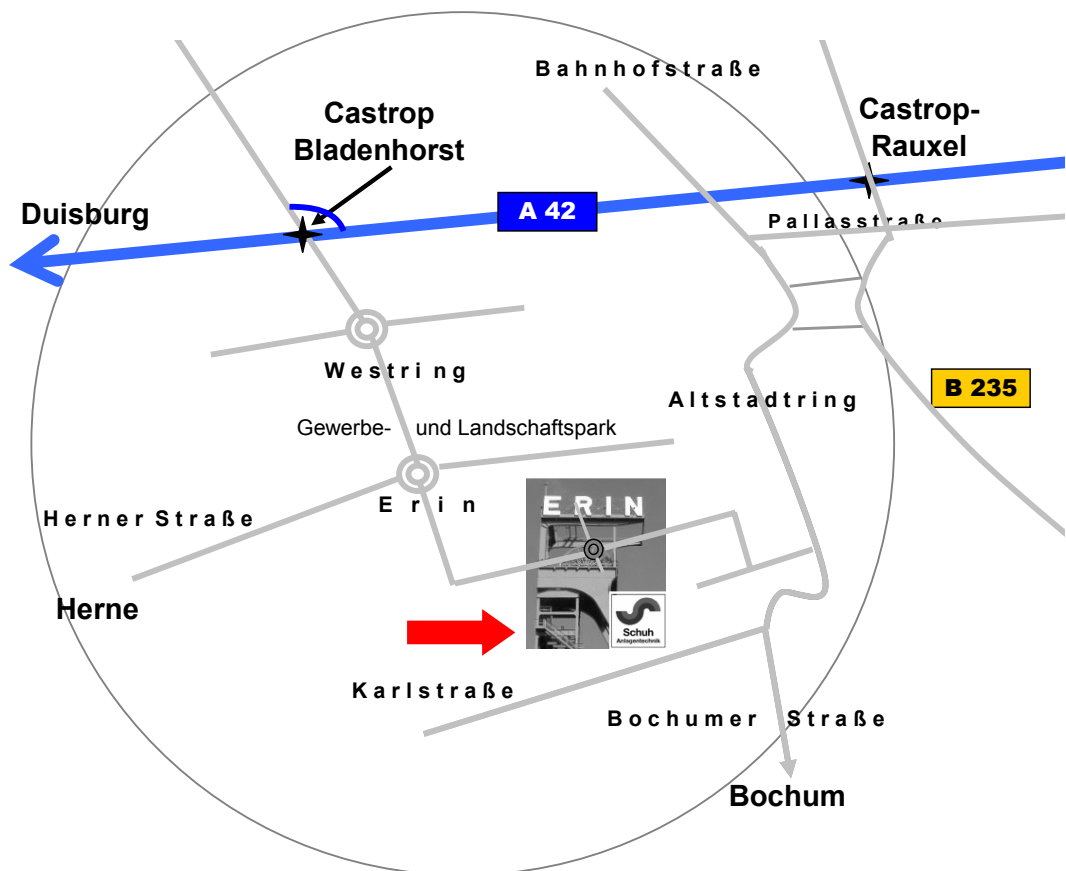 Bahnhofstraße
Castrop
Bladenhorst
Castrop-
Rauxel
Duisburg
A 42
Pallasstraße
Westring
B 235
Altstadtring
Gewerbe- und Landschaftspark
Erin
ERIN
Herner Straße
Herne
Schuh
Anlagentechnik
Karlstraße
Bochumer Straße
Bochum